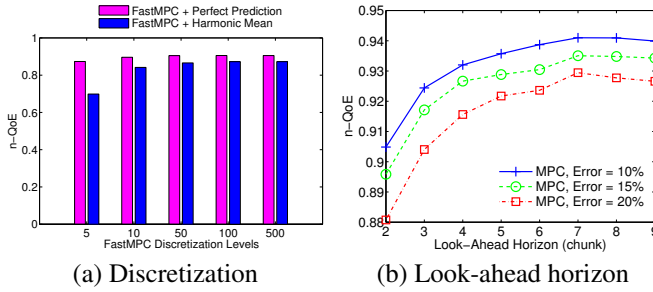 FastMPC + Perfect Prediction
FastMPC + Harmonic Mean
1
0.8
0.6
0.4
0.2
0
n−QoE
5 10 50 100 500
FastMPC Discretization Levels
(a) Discretization
0.95
0.94
0.93
0.92
0.91
0.9
0.89
0.88
n−QoE
MPC, Error = 10%
MPC, Error = 15%
MPC, Error = 20%
2 3 4 5 6 7 8 9
Look−Ahead Horizon (chunk)
(b) Look-ahead horizon